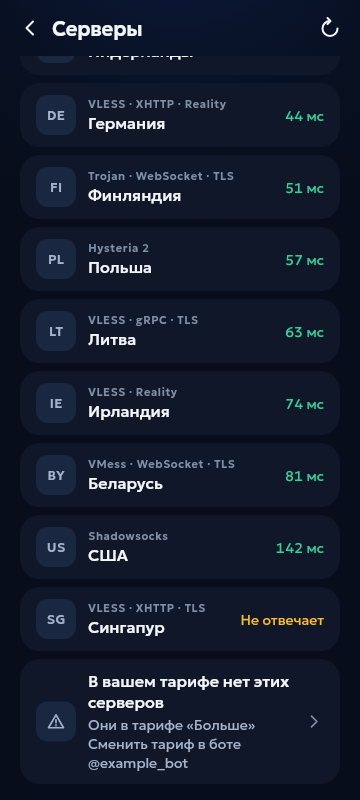 Серверы
DE
VLESS · XHTTP · Reality
Германия
44 мс
FI
Trojan · WebSocket · TLS
Финляндия
51 мс
PL
Hysteria 2
Польша
57 мс
LT
VLESS · gRPC · TLS
Литва
63 мс
IE
VLESS · Reality
Ирландия
74 мс
BY
VMess · WebSocket · TLS
Беларусь
81 мс
US
Shadowsocks
США
142 мс
SG
VLESS · XHTTP · TLS
Сингапур
Не отвечает
В вашем тарифе нет этих
серверов
Они в тарифе «Больше»
Сменить тариф в боте
@example_bot